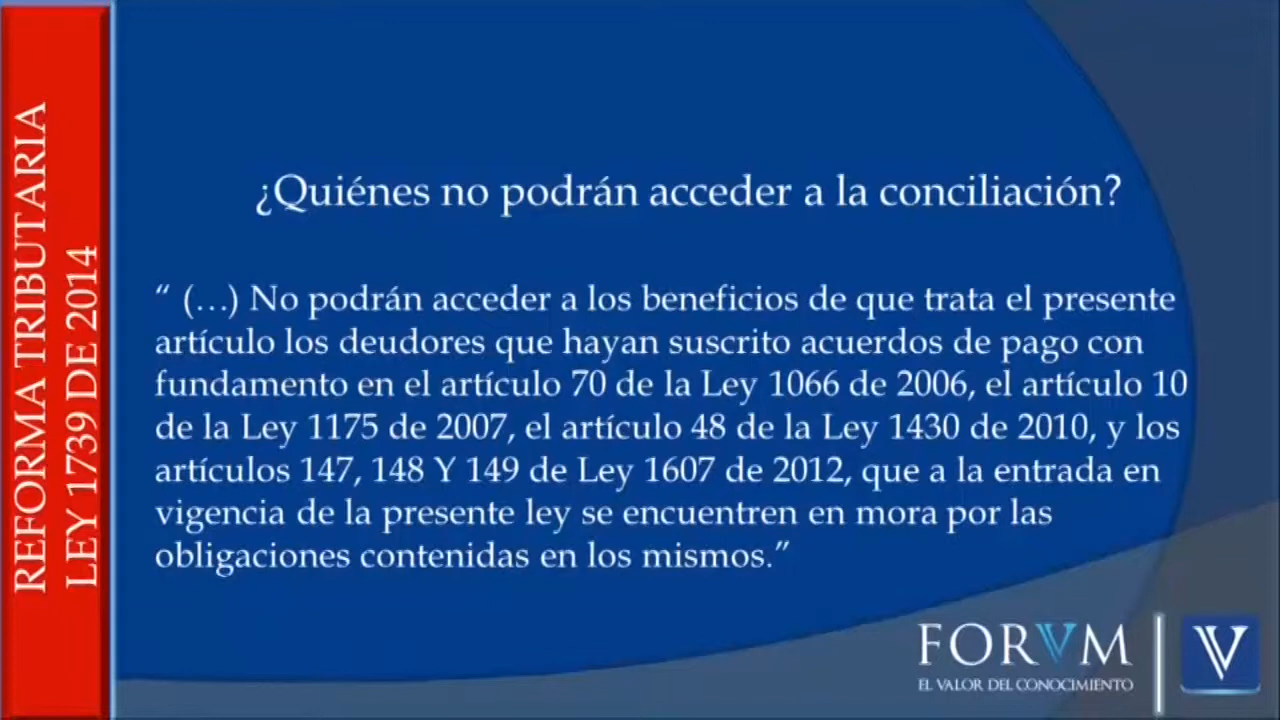 REFORMA TRIBUTARIA
LEY 1739 DE 2014
¿Quiénes no podrán acceder a la conciliación?
“ (…) No podrán acceder a los beneficios de que trata el presente
artículo los deudores que hayan suscrito acuerdos de pago con
fundamento en el artículo 70 de la Ley 1066 de 2006, el artículo 10
de la Ley 1175 de 2007, el artículo 48 de la Ley 1430 de 2010, y los
artículos 147, 148 Y 149 de Ley 1607 de 2012, que a la entrada en
vigencia de la presente ley se encuentren en mora por las
obligaciones contenidas en los mismos.”
FORVM
EL VALOR DEL CONOCIMIENTO
V